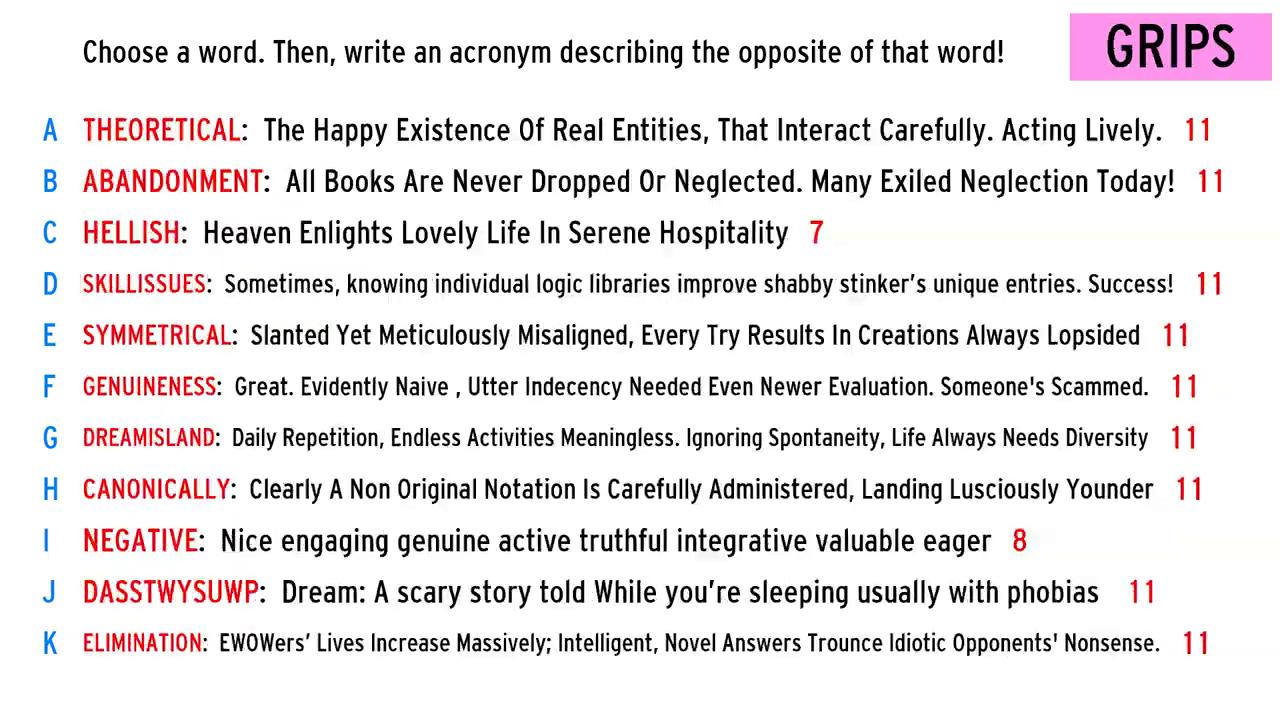 Choose a word. Then, write an acronym describing the opposite of that word!
GRIPS
A THEORETICAL: The Happy Existence Of Real Entities, That Interact Carefully. Acting Lively. 11
B ABANDONMENT: All Books Are Never Dropped Or Neglected. Many Exiled Neglection Today! 11
C HELLISH: Heaven Enlights Lovely Life In Serene Hospitality 7
D SKILLISSUES: Sometimes, knowing individual logic libraries improve shabby stinker's unique entries. Success! 11
E SYMMETRICAL: Slanted Yet Meticulously Misaligned, Every Try Results In Creations Always Lopsided 11
F GENUINENESS: Great. Evidently Naive , Utter Indecency Needed Even Newer Evaluation. Someone's Scammed. 11
G DREAMISLAND: Daily Repetition, Endless Activities Meaningless. Ignoring Spontaneity, Life Always Needs Diversity 11
H CANONICALLY: Clearly A Non Original Notation Is Carefully Administered, Landing Lusciously Younder 11
I NEGATIVE: Nice engaging genuine active truthful integrative valuable eager 8
J DASSTWYSUWP: Dream: A scary story told While you're sleeping usually with phobias 11
K ELIMINATION: EWOWers' Lives Increase Massively; Intelligent, Novel Answers Trounce Idiotic Opponents' Nonsense. 11